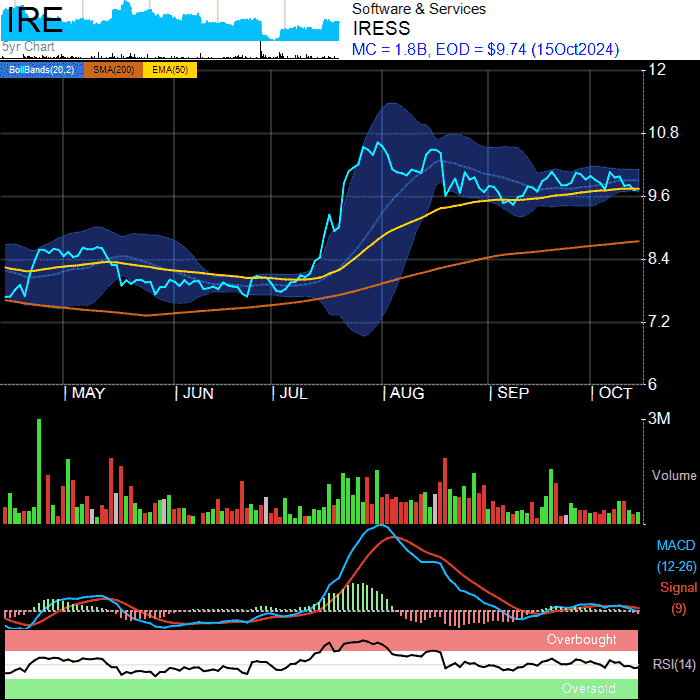 IRE
5yr Chart
Software & Services
IRESS
MC = 1.8B, EOD = $9.74 (15Oct2024)
BollBands(20,2) SMA(200) EMA(50)
12
10.8
9.6
8.4
7.2
6
MAY JUN JUL AUG SEP OCT
3M
Volume
MACD
(12-26)
Signal
(9)
Overbought
RSI(14)
Oversold